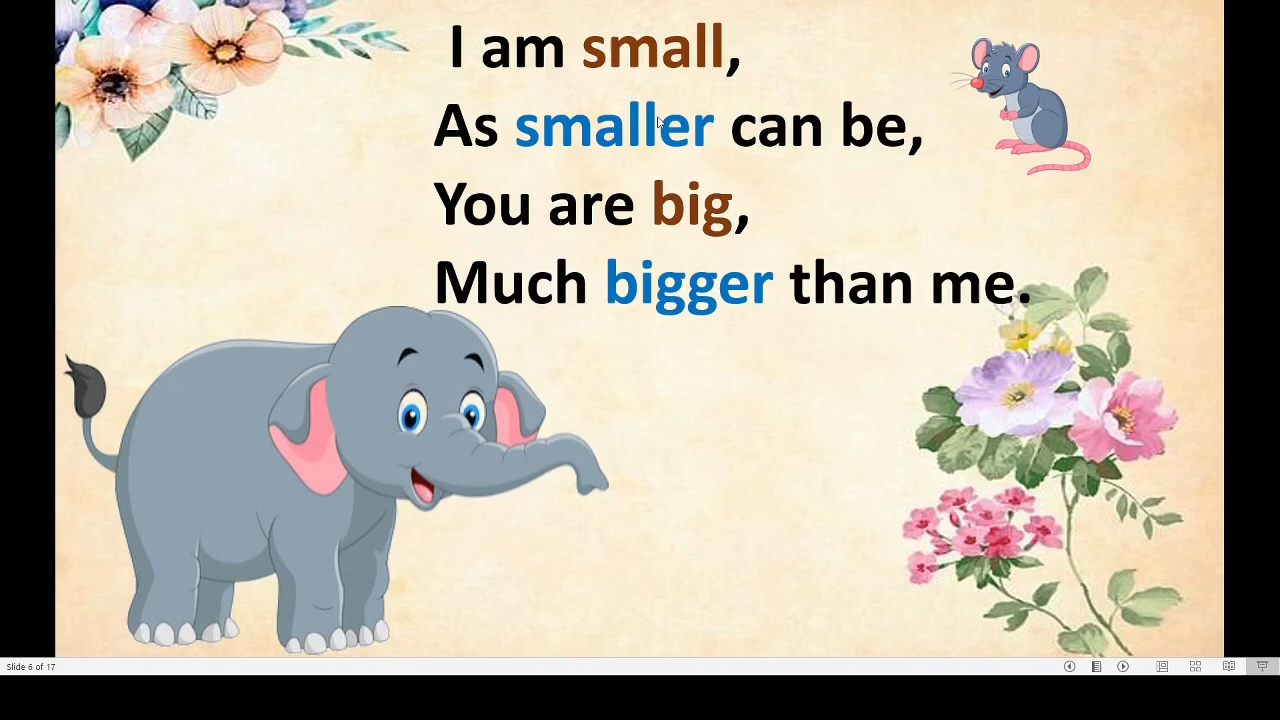 I am small,
As smaller can be,
You are big,
Much bigger than me.
Slide 6 of 17